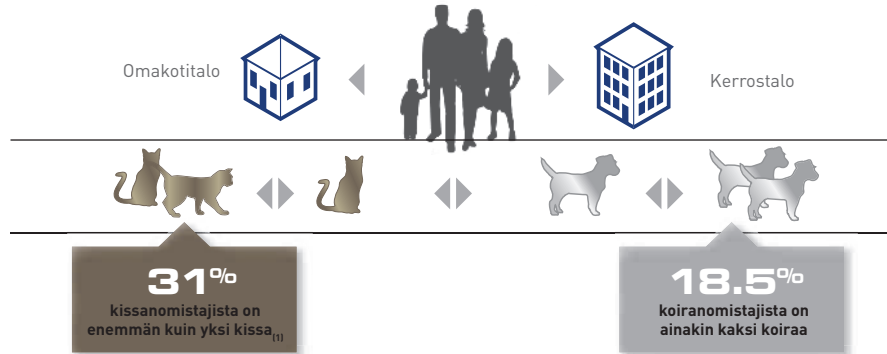 Omakotitalo
Kerrostalo
31%
kissanomistajista on
enemmän kuin yksi kissa(1)
18.5%
koiranomistajista on
ainakin kaksi koiraa